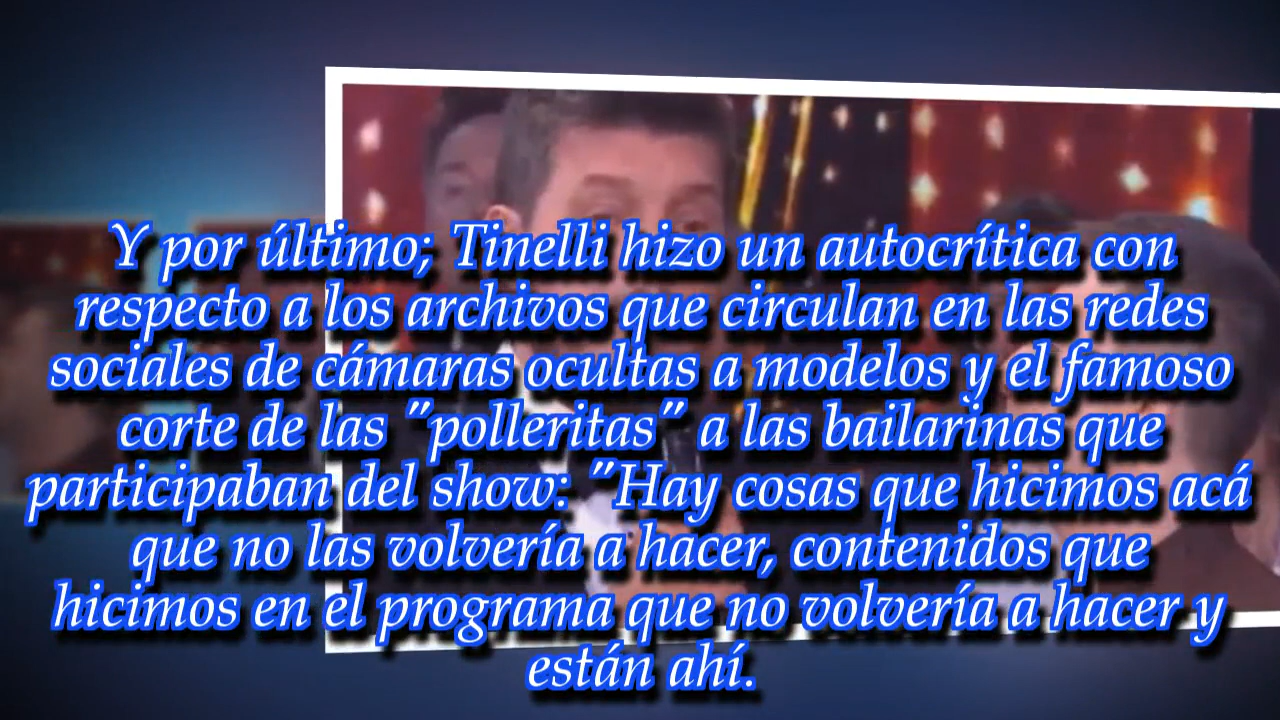 Y por último; Tinelli hizo un autocrítica con
respecto a los archivos que circulan en las redes
sociales de cámaras ocultas a modelos y el famoso
corte de las "polleritas" a las bailarinas que
participaban del show: "Hay cosas que hicimos acá
que no las volvería a hacer, contenidos que
hicimos en el programa que no volvería a hacer y
están ahí.